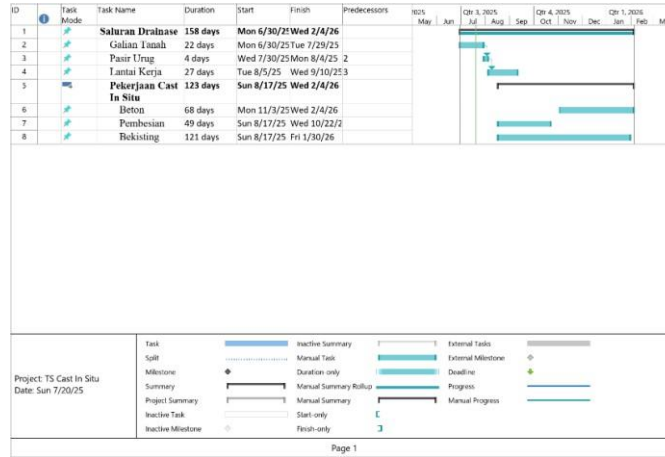 ID Task Mode Task Name Duration Start Finish Predecessors 2025 Qtr 3, 2025 Qtr 4, 2025 Qtr 1, 2026
May Jun Jul Aug Sep Oct Nov Dec Jan Feb M
1 Saluran Drainase 158 days Mon 6/30/25 Wed 2/4/26
2 Galian Tanah 22 days Mon 6/30/25 Tue 7/29/25
3 Pasir Urug 4 days Wed 7/30/25 Mon 8/4/25 2
4 Lantai Kerja 27 days Tue 8/5/25 Wed 9/10/25 3
5 Pekerjaan Cast In Situ 123 days Sun 8/17/25 Wed 2/4/26
6 Beton 68 days Mon 11/3/25 Wed 2/4/26
7 Pembesian 49 days Sun 8/17/25 Wed 10/22/2
8 Bekisting 121 days Sun 8/17/25 Fri 1/30/26
Project: TS Cast In Situ
Date: Sun 7/20/25
Task Inactive Summary External Tasks
Split Manual Task External Milestone
Milestone Duration-only Deadline
Summary Manual Summary Rollup Progress
Project Summary Manual Summary Manual Progress
Inactive Task Start-only
Inactive Milestone Finish-only
Page 1